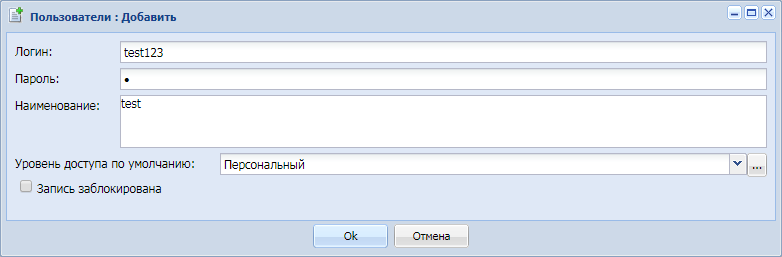 Пользователи : Добавить
Логин: test123
Пароль: •
Наименование: test
Уровень доступа по умолчанию: Персональный ...
Запись заблокирована
Ok Отмена